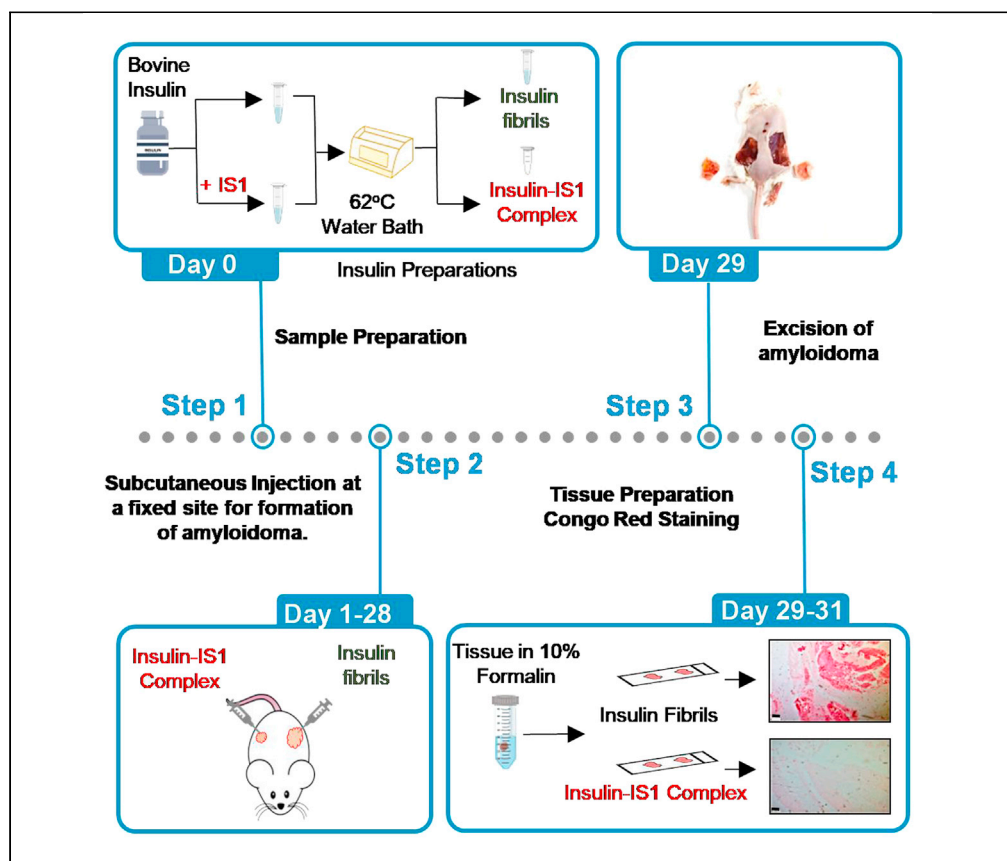 Bovine
Insulin
INSULIN
+ IS1
62ºC
Water Bath
Insulin
fibrils
Insulin-IS1
Complex
Day 0
Insulin Preparations
Day 29
Sample Preparation
Excision of
amyloidoma
Step 1
Step 3
Step 2
Step 4
Subcutaneous Injection at
a fixed site for formation
of amyloidoma.
Tissue Preparation
Congo Red Staining
Day 1-28
Insulin-IS1
Complex
Insulin
fibrils
Day 29-31
Tissue in 10%
Formalin
Insulin Fibrils
Insulin-IS1 Complex